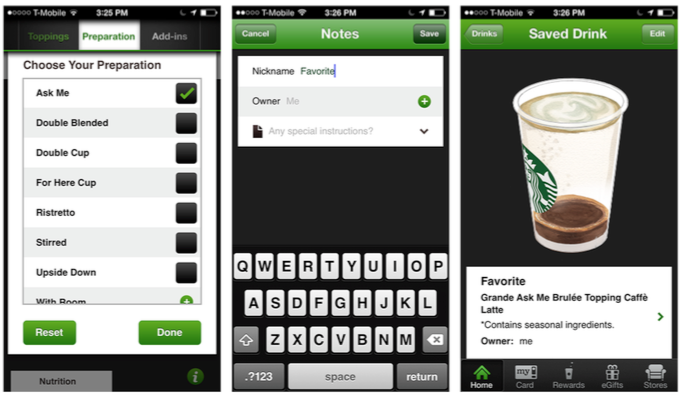 T-Mobile 3:25 PM
Toppings Preparation Add-ins
Choose Your Preparation
Ask Me
Double Blended
Double Cup
For Here Cup
Ristretto
Stirred
Upside Down
With Room
Reset Done
Nutrition
T-Mobile 3:26 PM
Cancel Notes Save
Nickname Favorite
Owner Me
Any special instructions?
Q W E R T Y U I O P
A S D F G H J K L
Z X C V B N M
.?123 space return
T-Mobile 3:26 PM
Drinks Saved Drink Edit
Favorite
Grande Ask Me Brulée Topping Caffè
Latte
*Contains seasonal ingredients.
Owner: me
my
Home Card Rewards eGifts Stores